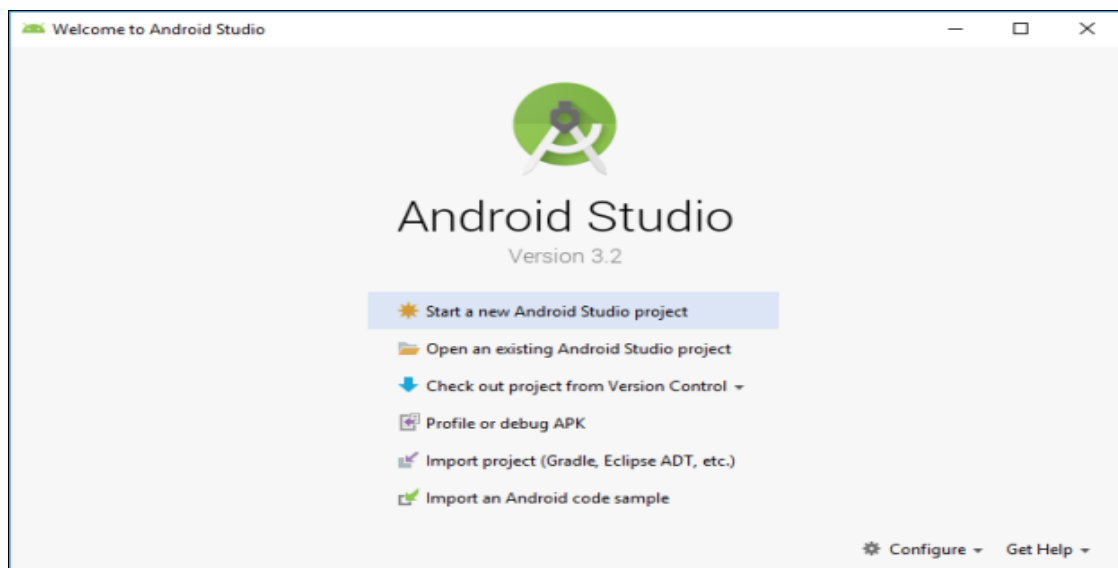 Welcome to Android Studio
Android Studio
Version 3.2
Start a new Android Studio project
Open an existing Android Studio project
Check out project from Version Control
Profile or debug APK
Import project (Gradle, Eclipse ADT, etc.)
Import an Android code sample
Configure Get Help